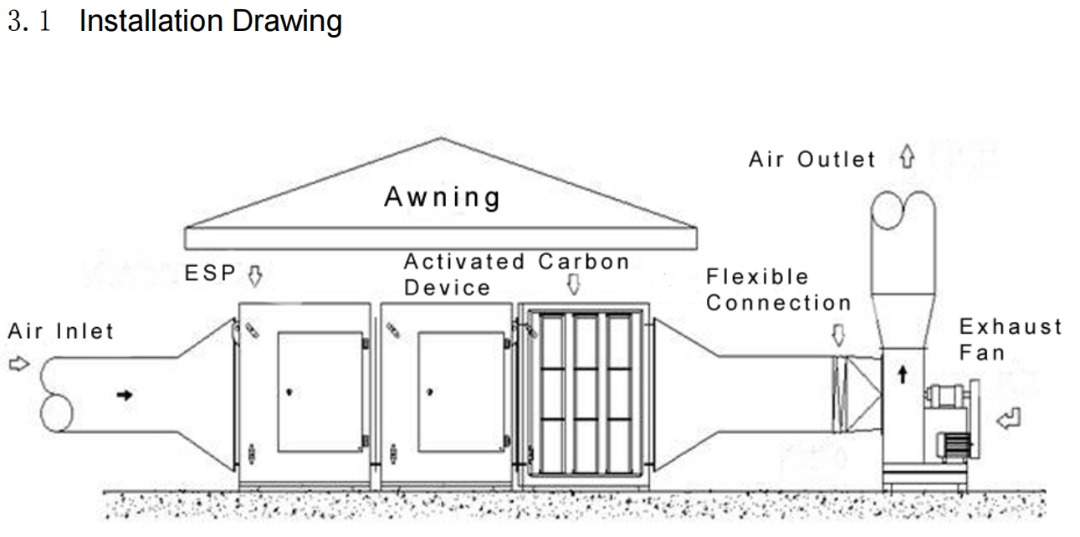 3.1 Installation Drawing
Air Outlet
Awning
Activated Carbon
Device
ESP
Flexible
Connection
Air Inlet
Exhaust
Fan